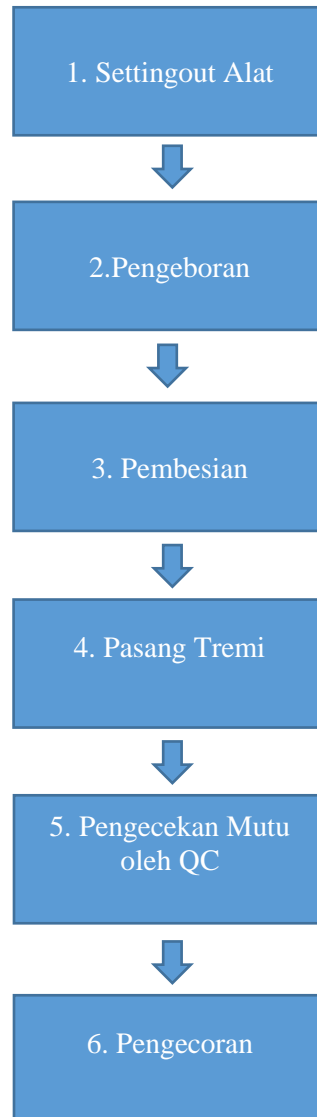 1. Settingout Alat
2.Pengeboran
3. Pembesian
4. Pasang Tremi
5. Pengecekan Mutu
oleh QC
6. Pengecoran